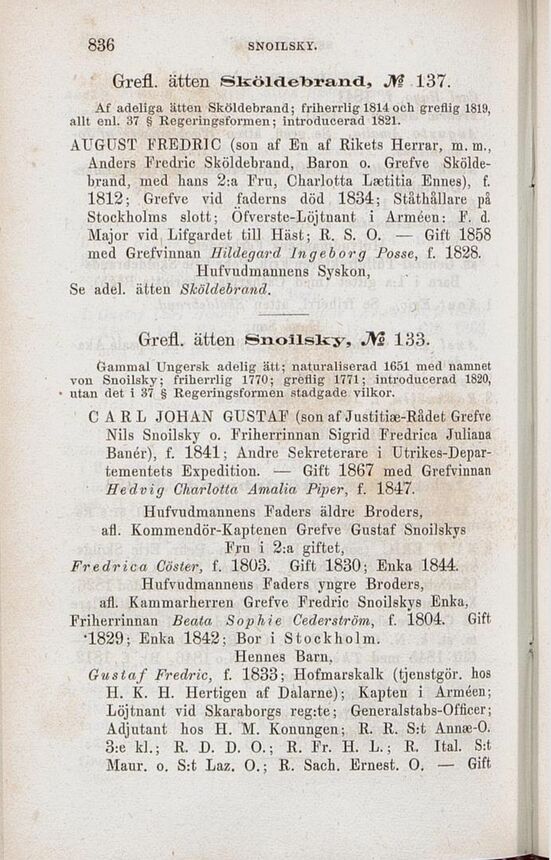 836 SNOILSKY.
Grefl. ätten Sköldebrand, № 137.
Af adeliga ätten Sköldebrand; friherrlig 1814 och greflig 1819,
allt enl. 37 § Regeringsformen; introducerad 1821.
AUGUST FREDRIC (son af En af Rikets Herrar, m. m.,
Anders Fredric Sköldebrand, Baron o. Grefve Skölde-
brand, med hans 2:a Fru, Charlotta Lætitia Ennes), f.
1812; Grefve vid faderns död 1834; Ståthållare på
Stockholms slott; Öfverste-Löjtnant i Arméen: F. d.
Major vid Lifgardet till Häst; R. S. O. — Gift 1858
med Grefvinnan Hildegard Ingeborg Posse, f. 1828.
Hufvudmannens Syskon,
Se adel. ätten Sköldebrand.
Grefl. ätten Snoilsky, № 133.
Gammal Ungersk adelig ätt; naturaliserad 1651 med namnet
von Snoilsky; friherrlig 1770; greflig 1771; introducerad 1820,
utan det i 37 § Regeringsformen stadgade vilkor.
CARL JOHAN GUSTAF (son af Justitiæ-Rådet Grefve
Nils Snoilsky o. Friherrinnan Sigrid Fredrica Juliana
Banér), f. 1841; Andre Sekreterare i Utrikes-Depar-
tementets Expedition. — Gift 1867 med Grefvinnan
Hedvig Charlotta Amalia Piper, f. 1847.
Hufvudmannens Faders äldre Broders,
afl. Kommendör-Kaptenen Grefve Gustaf Snoilskys
Fru i 2:a giftet,
Fredrica Cöster, f. 1803. Gift 1830; Enka 1844.
Hufvudmannens Faders yngre Broders,
afl. Kammarherren Grefve Fredric Snoilskys Enka,
Friherrinnan Beata Sophie Cederström, f. 1804. Gift
1829; Enka 1842; Bor i Stockholm.
Hennes Barn,
Gustaf Fredric, f. 1833; Hofmarskalk (tjenstgör. hos
H. K. H. Hertigen af Dalarne); Kapten i Arméen;
Löjtnant vid Skaraborgs reg:te; Generalstabs-Officer;
Adjutant hos H. M. Konungen; R. R. S:t Annæ-O.
3:e kl.; R. D. D. O.; R. Fr. H. L.; R. Ital. S:t
Maur. o. S:t Laz. O.; R. Sach. Ernest. O. — Gift